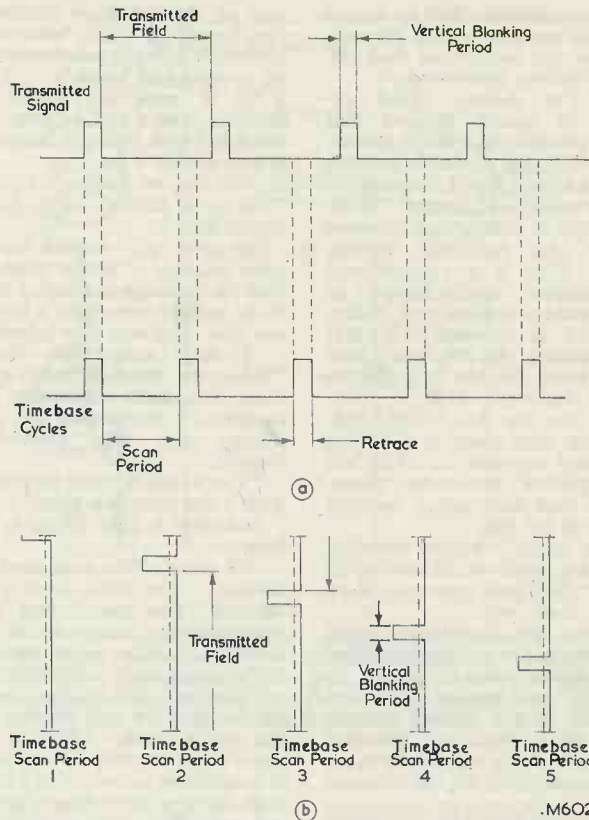 Transmitted
Field
Vertical Blanking
Period
Transmitted
Signal
Timebase
Cycles
Scan
Period
Retrace
a
Transmitted
Field
Vertical
Blanking
Period
Timebase
Scan Period
1
Timebase
Scan Period
2
Timebase
Scan Period
3
Timebase
Scan Period
4
Timebase
Scan Period
5
b
.M602